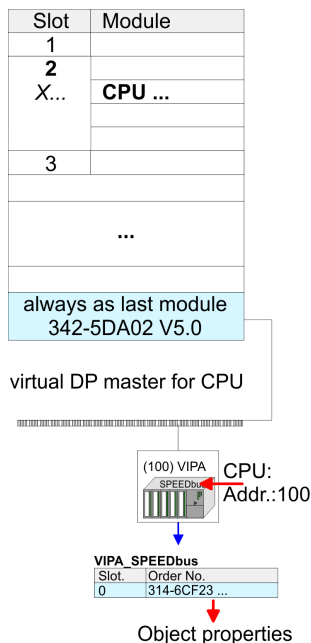 Slot Module
1
2
X... CPU ...
3
...
always as last module
342-5DA02 V5.0
virtual DP master for CPU
(100) VIPA
SPEEDbus
CPU:
Addr.:100
VIPA_SPEEDbus
Slot. Order No.
0 314-6CF23 ...
Object properties